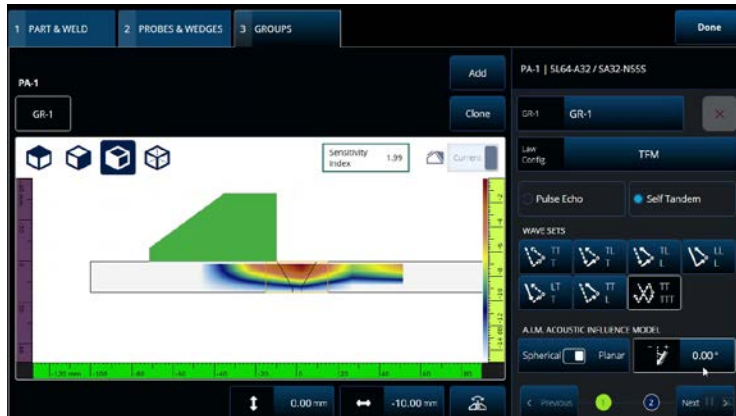 1 PART & WELD 2 PROBES & WEDGES 3 GROUPS Done
PA-1
Add
PA-1 | 5L64-A32 / SA32-N55S
GR-1
Clone
GR-1 GR-1
Law Config. TFM
Sensitivity Index 1.99
Current
Pulse Echo Self Tandem
WAVE SETS
TT T
TL T
TL L
LL L
LT T
TT L
TT TTT
A.I.M. ACOUSTIC INFLUENCE MODEL
Spherical Planar 0.00°
0.00 mm -10.00 mm
< Previous 1 2 Next >